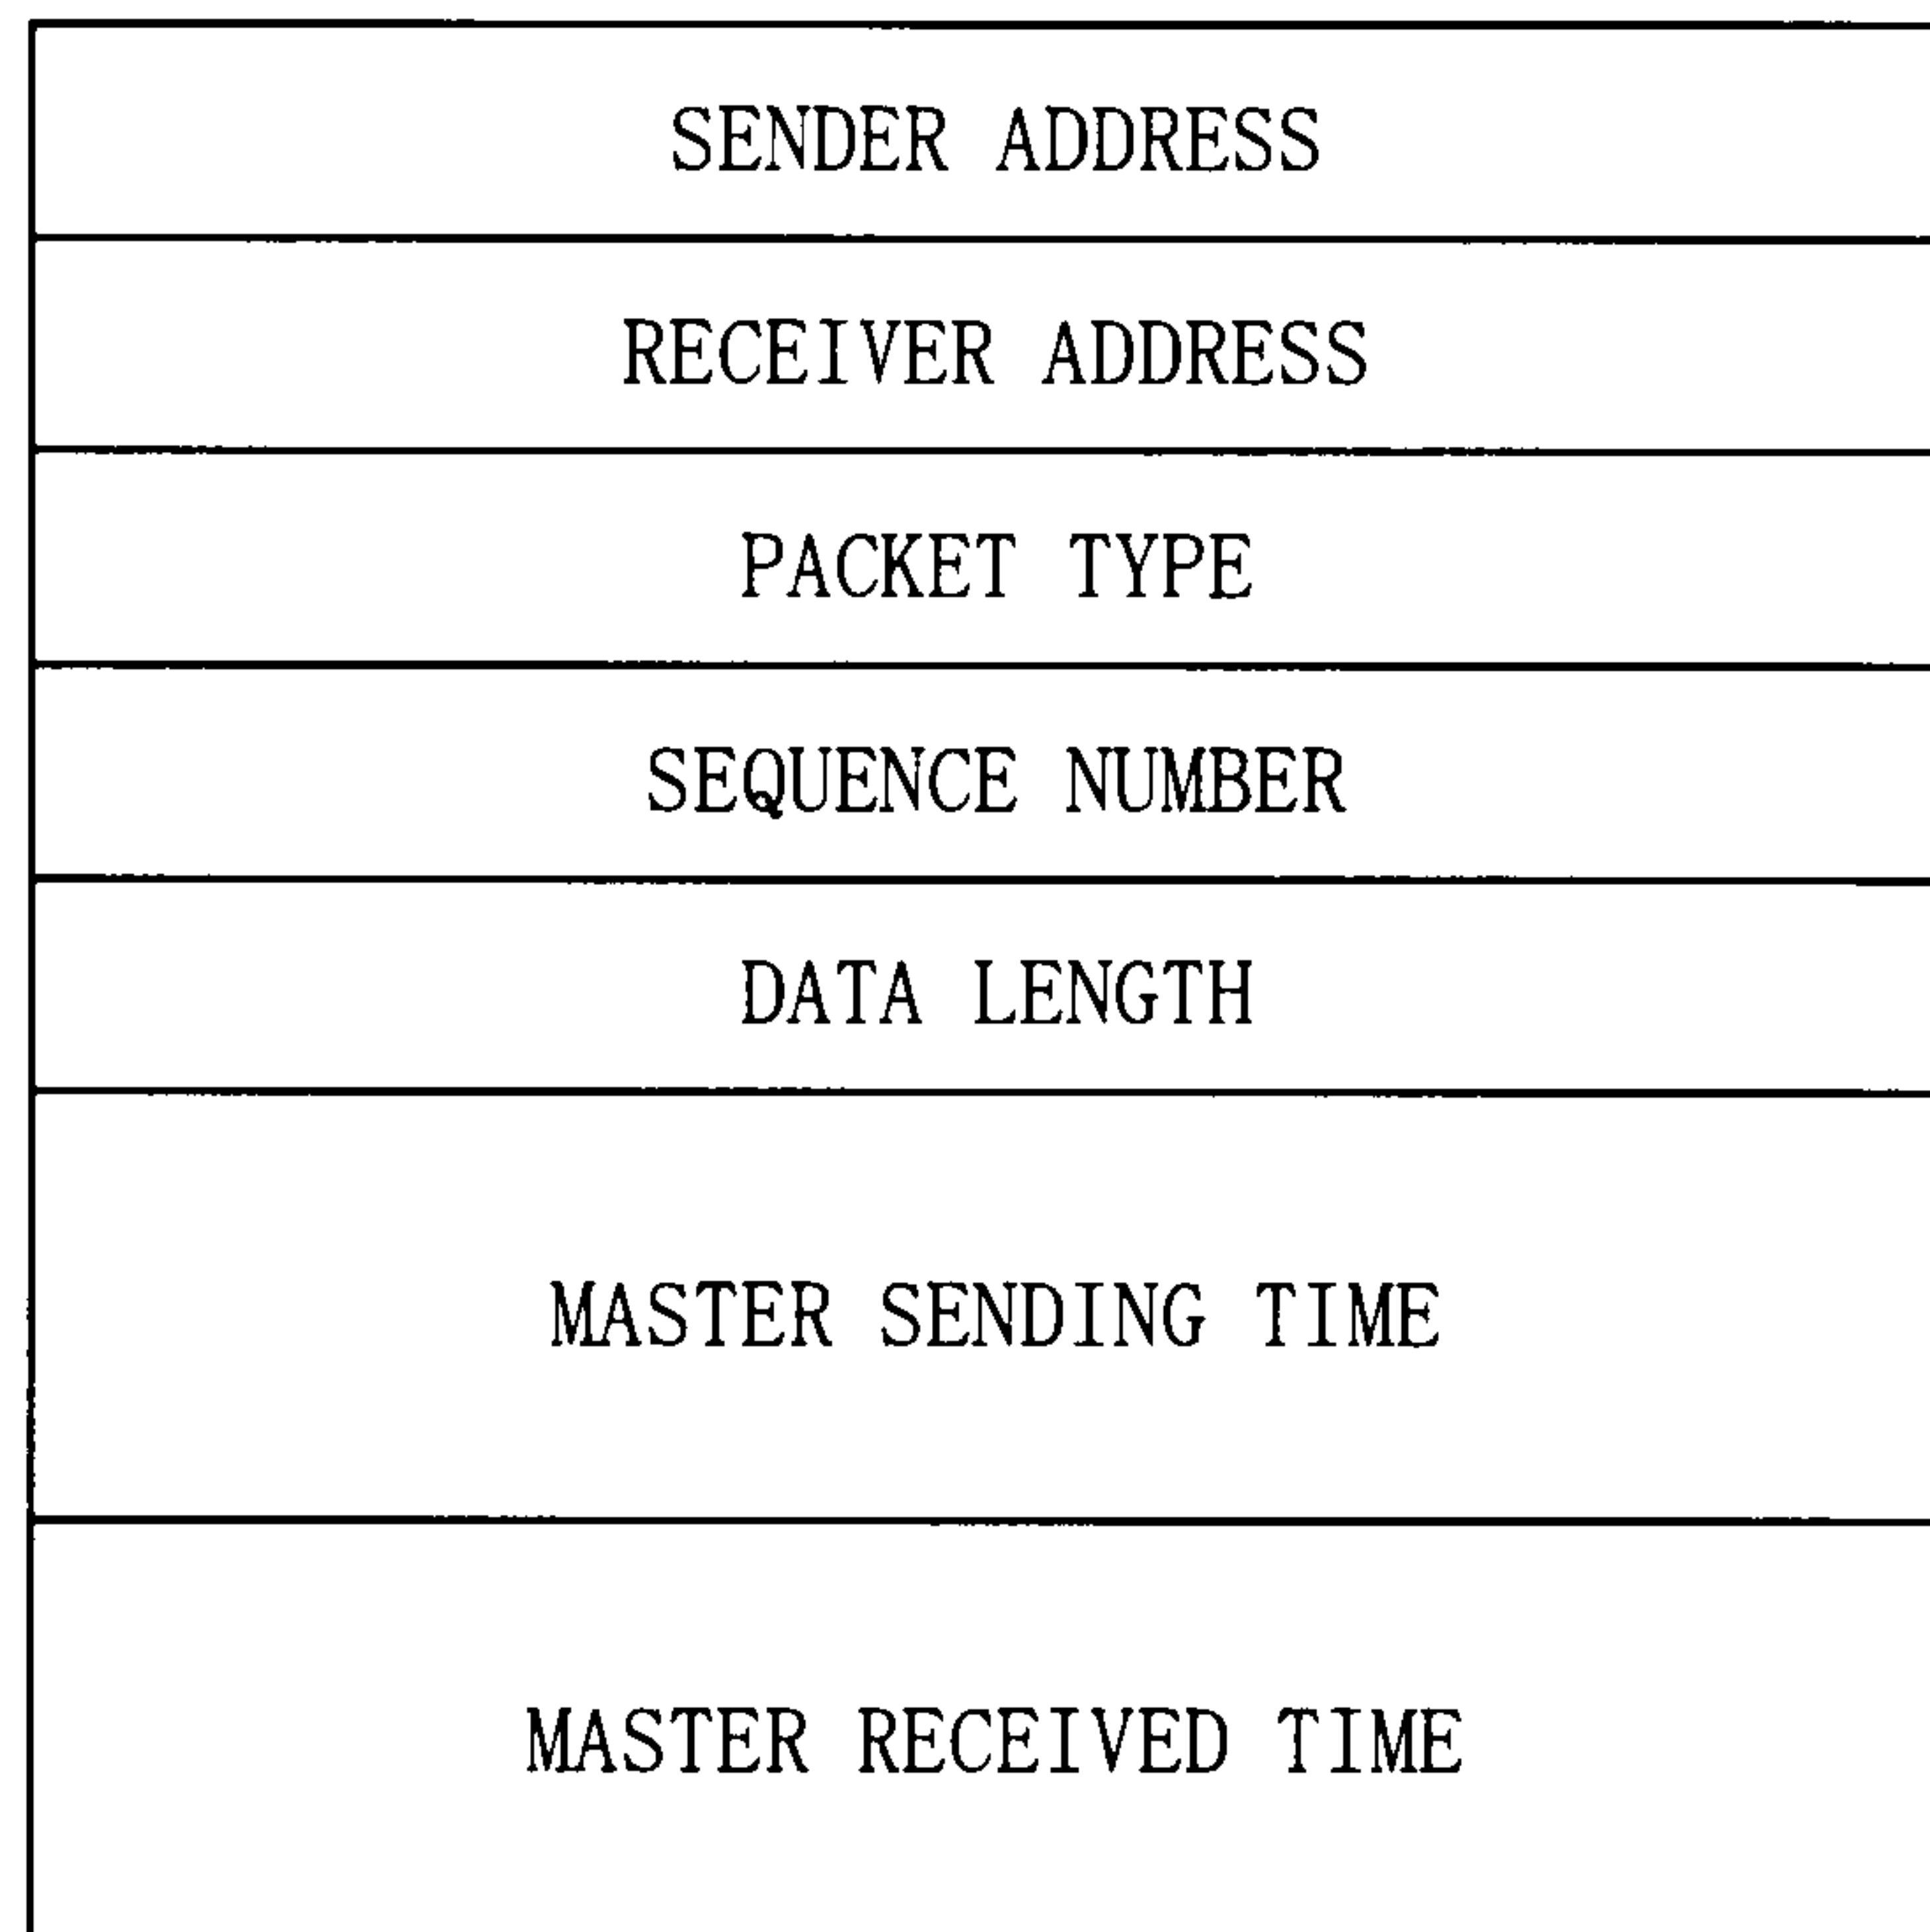 SENDER ADDRESS
RECEIVER ADDRESS
PACKET TYPE
SEQUENCE NUMBER
DATA LENGTH
MASTER SENDING TIME
MASTER RECEIVED TIME